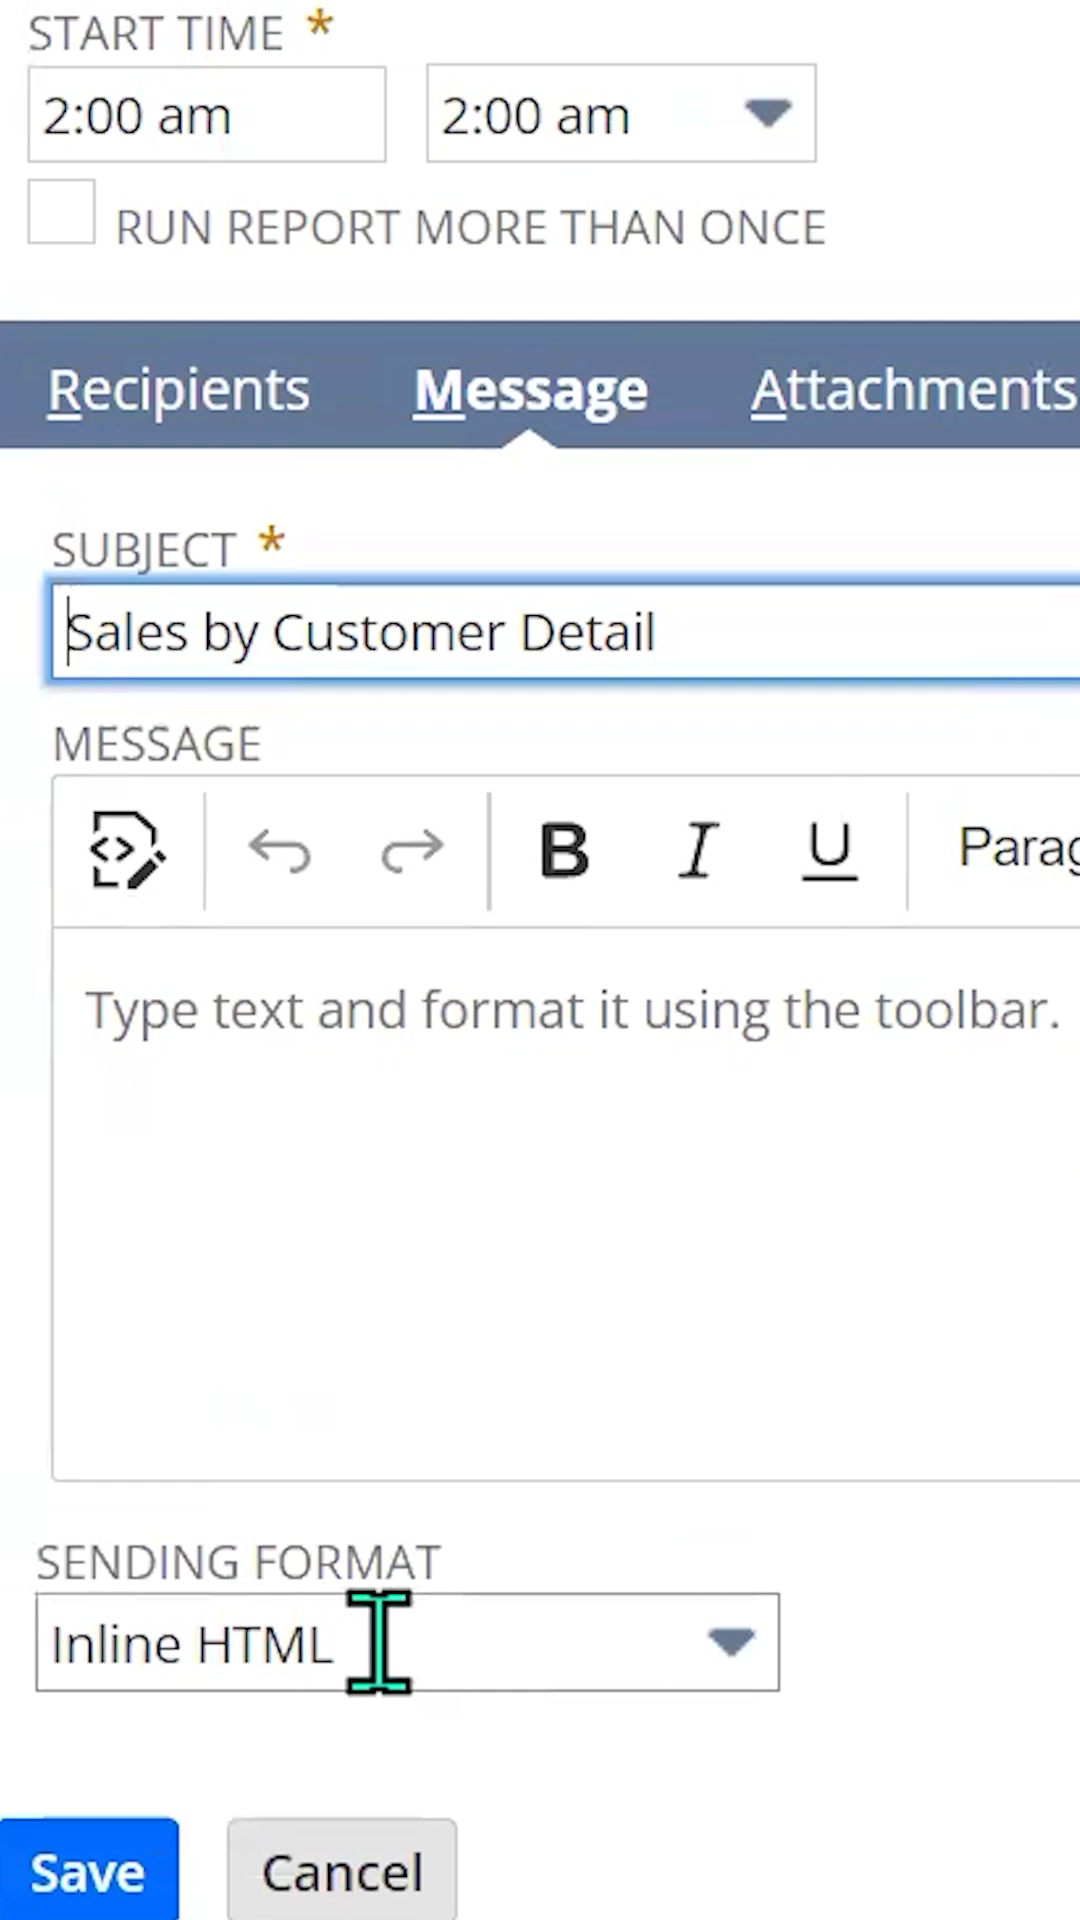 START TIME *
2:00 am 2:00 am
RUN REPORT MORE THAN ONCE
Recipients Message Attachments
SUBJECT *
Sales by Customer Detail
MESSAGE
B I U Parag
Type text and format it using the toolbar.
SENDING FORMAT
Inline HTML
Save Cancel